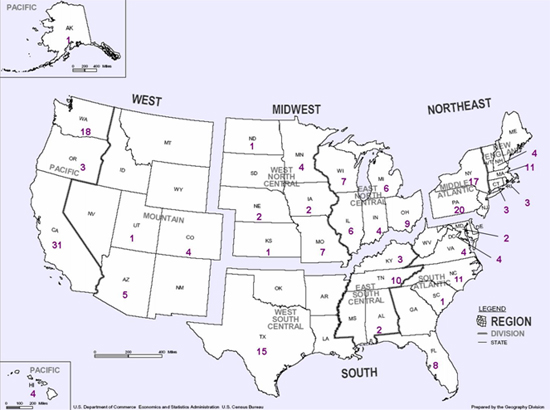 PACIFIC
AK
1
0 200 400 Miles
WEST
MIDWEST
NORTHEAST
WA
18
OR
3
PACIFIC
CA
31
MT
ID
WY
NV
MOUNTAIN
UT
1
CO
4
AZ
5
NM
ND
1
SD
WEST
NORTH
CENTRAL
NE
2
KS
1
MN
4
IA
2
MO
7
WI
7
MI
6
EAST
NORTH
CENTRAL
IL
6
IN
4
OH
9
ME
NEW
ENGLAND
VT
NH
4
MA
11
CT
RI
3
3
NY
17
MIDDLE
ATLANTIC
PA
20
NJ
3
DE
MD
2
4
WV
VA
4
KY
3
TN
10
NC
11
SOUTH
ATLANTIC
SC
1
GA
FL
8
EAST
SOUTH
CENTRAL
MS
AL
2
OK
AR
WEST
SOUTH
CENTRAL
TX
15
LA
SOUTH
0 200 400 Miles
HI
4
0 100 200 Miles
PACIFIC
LEGEND
REGION
DIVISION
STATE
U.S. Department of Commerce Economics and Statistics Administration U.S. Census Bureau
Prepared by the Geography Division